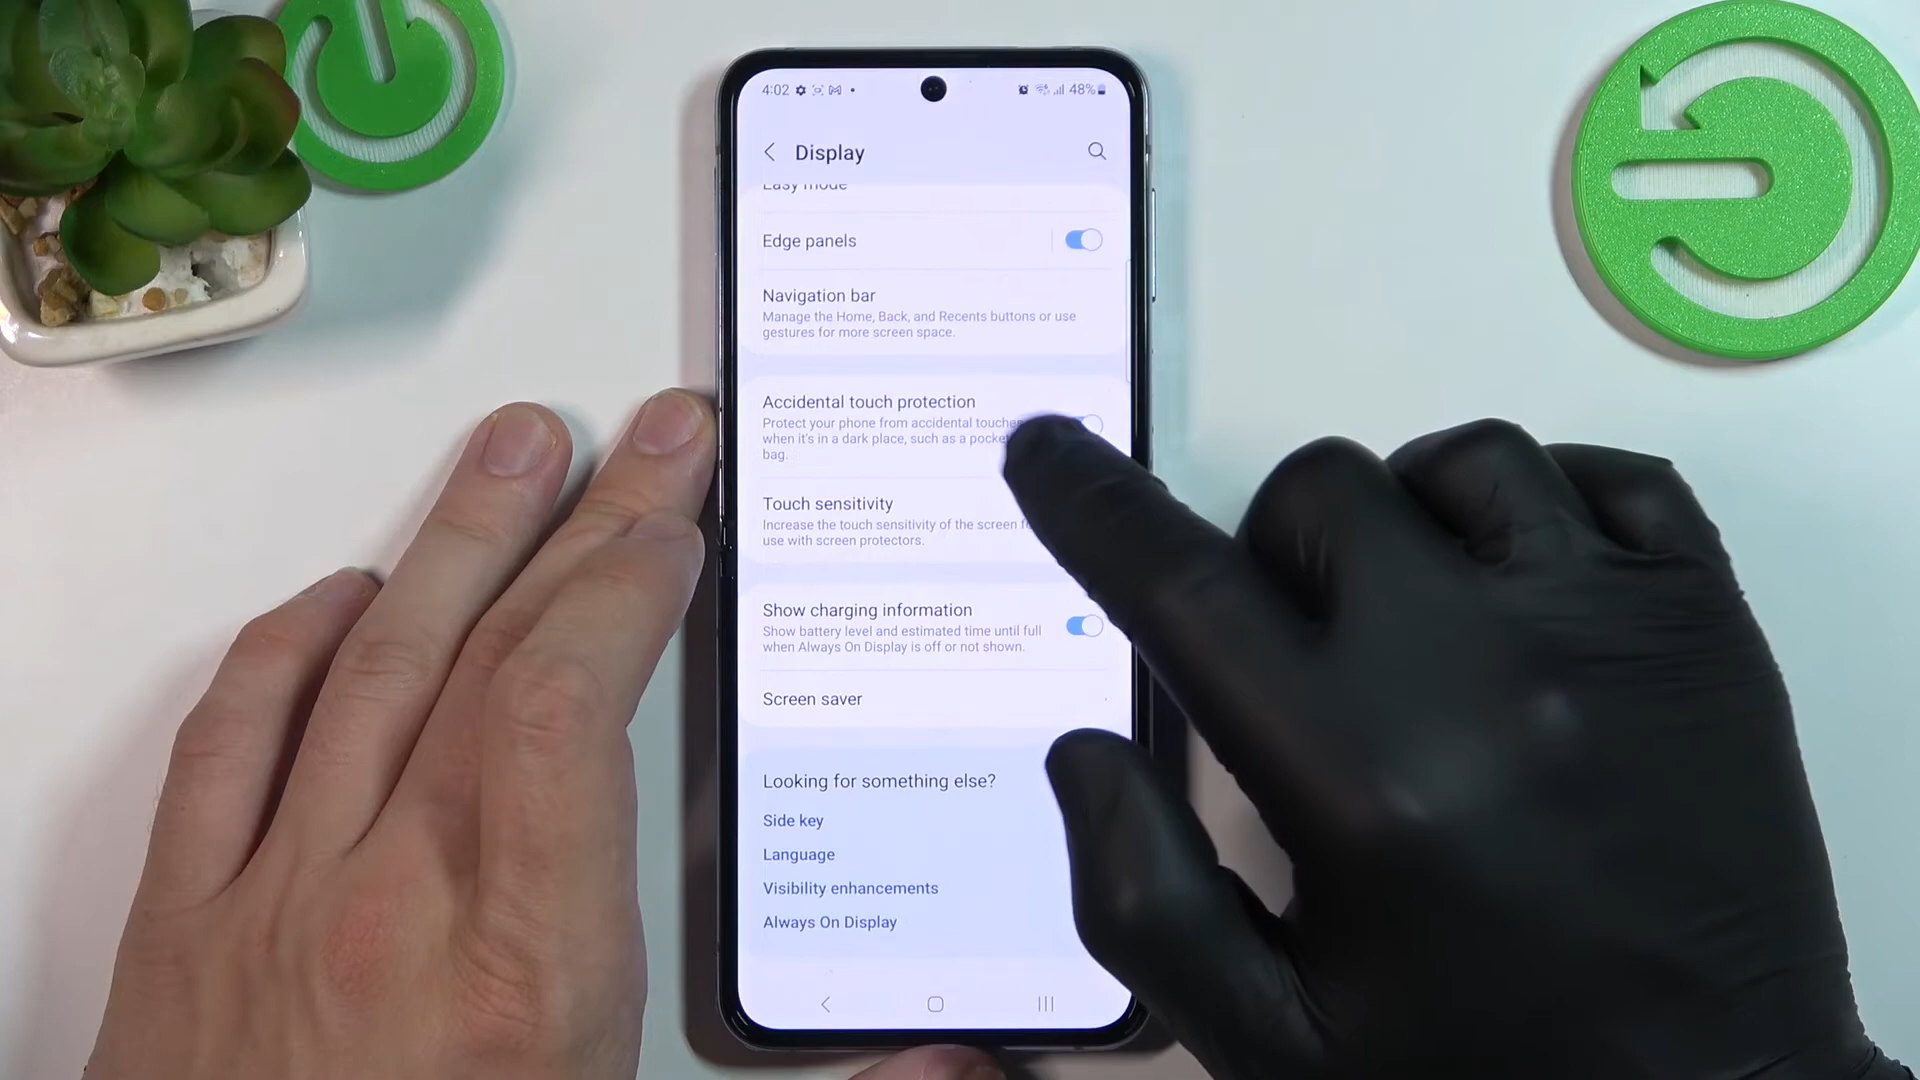 4:02
48%
Display
Easy mode
Edge panels
Navigation bar
Manage the Home, Back, and Recents buttons or use
gestures for more screen space.
Accidental touch protection
Protect your phone from accidental
when it's in a dark place, such as a
bag.
Touch sensitivity
Increase the touch sensitivity of the screen
use with screen protectors.
Show charging information
Show battery level and estimated time until full
when Always On Display is off or not shown.
Screen saver
Looking for something else?
Side key
Language
Visibility enhancements
Always On Display